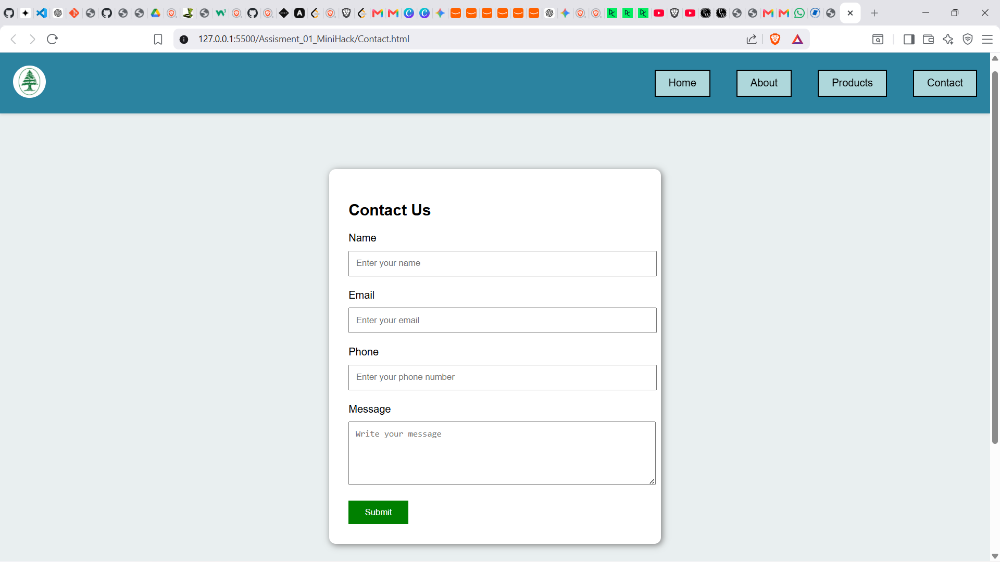 127.0.0.1:5500/Assisment_01_MiniHack/Contact.html
Home About Products Contact
Contact Us
Name
Enter your name
Email
Enter your email
Phone
Enter your phone number
Message
Write your message
Submit